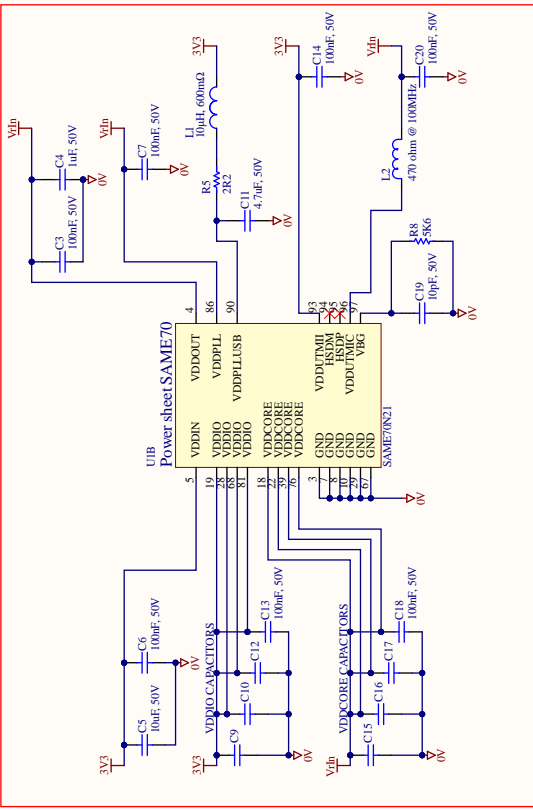 U1B
Power sheet SAME70
SAME70N21
5
VDDIN
19
VDDIO
28
VDDIO
68
VDDIO
81
VDDIO
18
VDDCORE
22
VDDCORE
39
VDDCORE
76
VDDCORE
3
GND
7
GND
8
GND
10
GND
29
GND
67
GND
VDDOUT
4
VDDPLL
86
VDDPLLUSB
90
VDDUTMII
93
HSDM
94
HSDP
95
VDDUTMIC
96
VBG
97
3V3
C5
10uF, 50V
C6
100nF, 50V
0V
3V3
VDDIO CAPACITORS
C9
C10
C12
C13
100nF, 50V
0V
VrIn
VDDCORE CAPACITORS
C15
C16
C17
C18
100nF, 50V
0V
0V
VrIn
C3
100nF, 50V
C4
1uF, 50V
0V
VrIn
C7
100nF, 50V
0V
3V3
L1
10µH, 600mΩ
R5
2R2
C11
4.7uF, 50V
0V
3V3
C14
100nF, 50V
0V
VrIn
C20
100nF, 50V
0V
L2
470 ohm @ 100MHz
R8
5K6
C19
10pF, 50V
0V